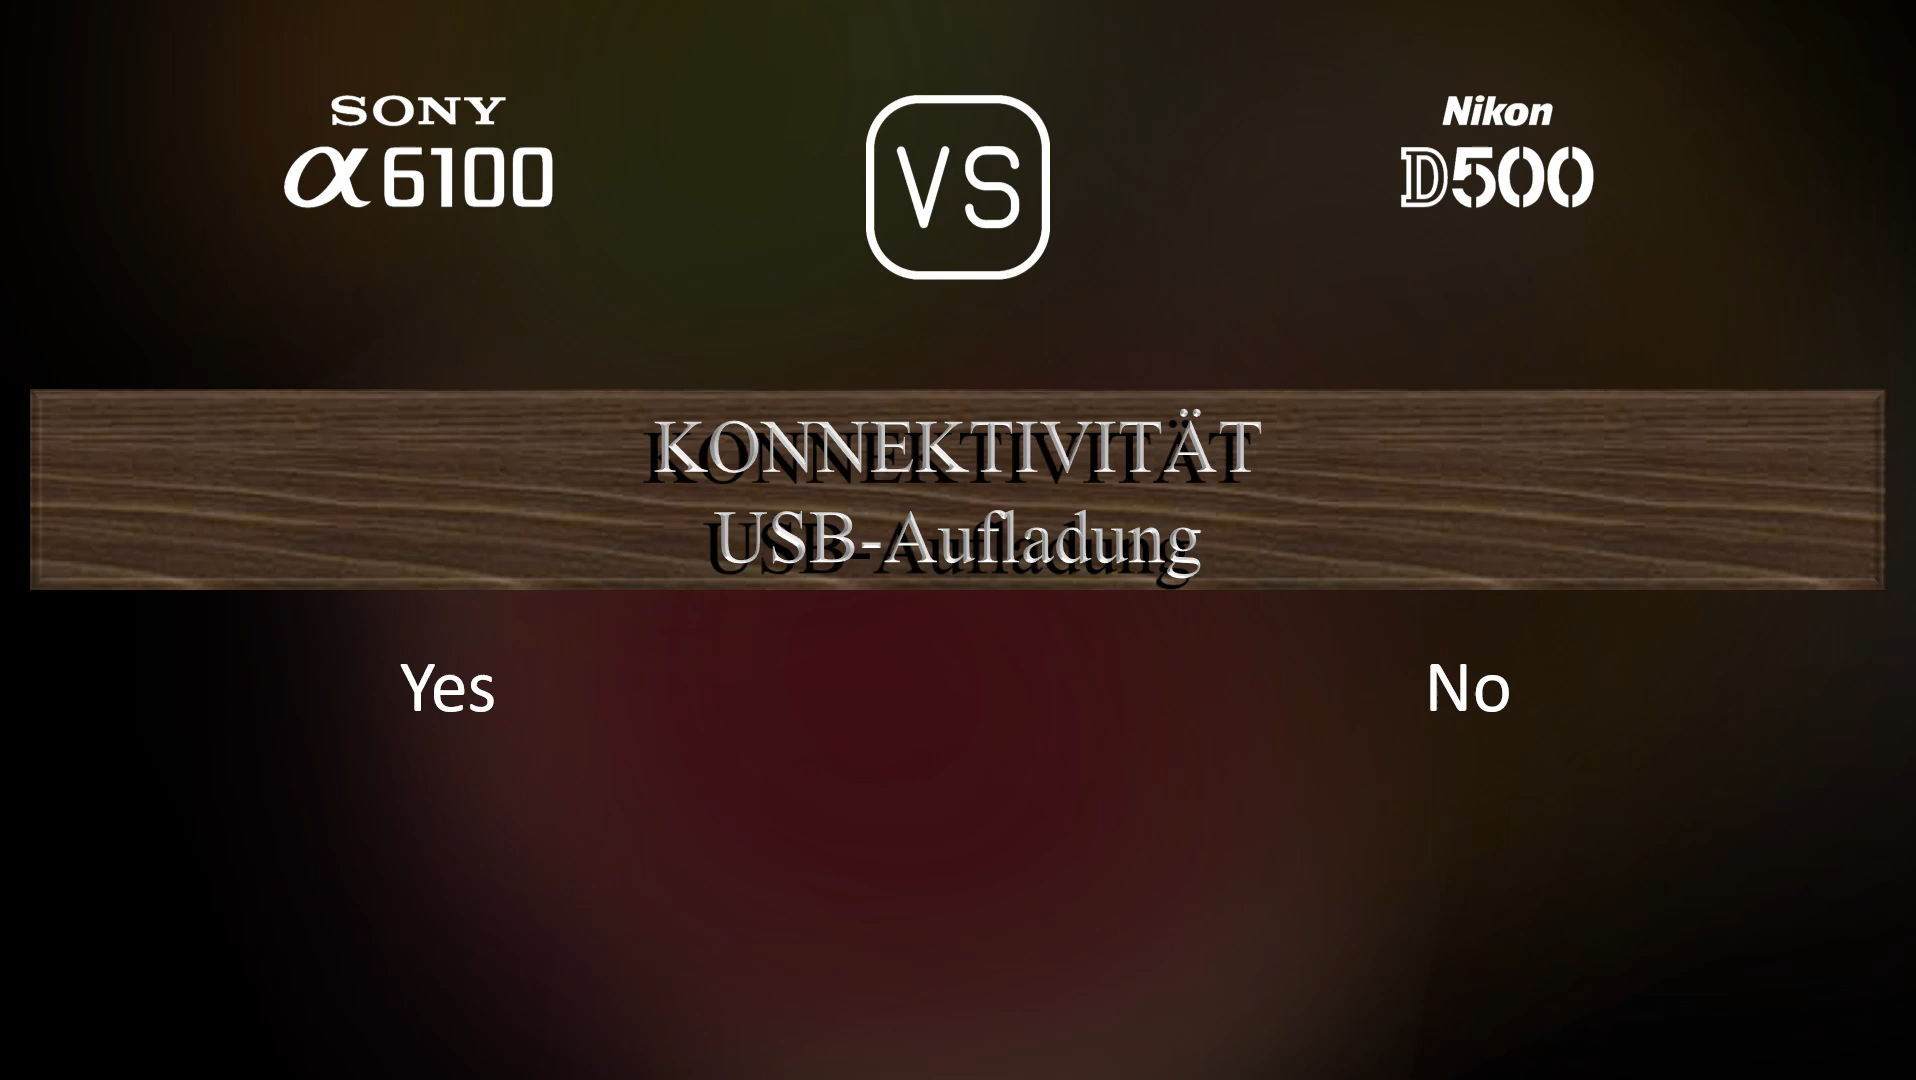 SONY
α6100
VS
Nikon
D500
KONNEKTIVITÄT
USB-Aufladung
Yes
No